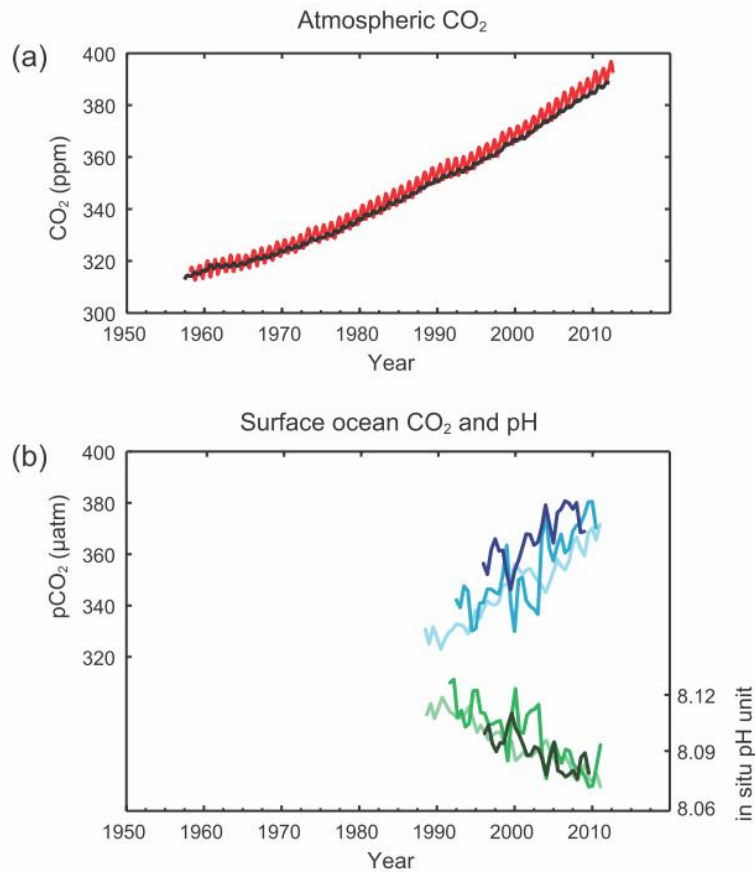 Atmospheric CO₂
(a)
400
380
360
340
320
300
CO₂ (ppm)
1950 1960 1970 1980 1990 2000 2010
Year
Surface ocean CO₂ and pH
(b)
400
380
360
340
320
pCO₂ (µatm)
8.12
8.09
8.06
in situ pH unit
1950 1960 1970 1980 1990 2000 2010
Year